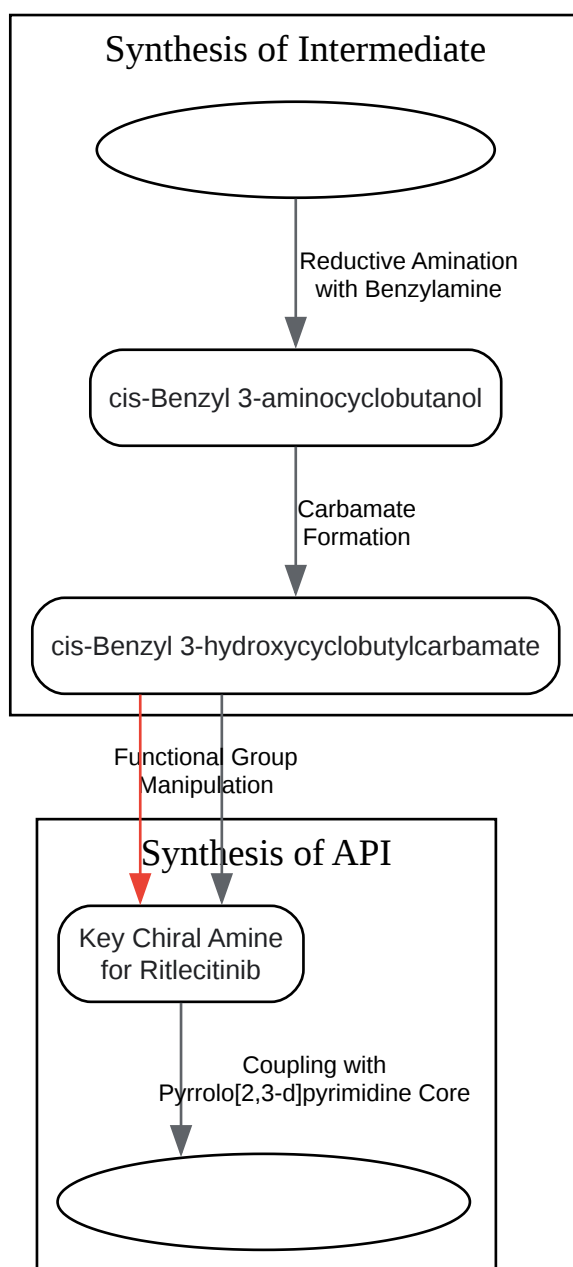 Synthesis of Intermediate
Reductive Amination
with Benzylamine
cis-Benzyl 3-aminocyclobutanol
Carbamate
Formation
cis-Benzyl 3-hydroxycyclobutylcarbamate
Functional Group
Manipulation
Synthesis of API
Key Chiral Amine
for Ritlecitinib
Coupling with
Pyrrolo[2,3-d]pyrimidine Core